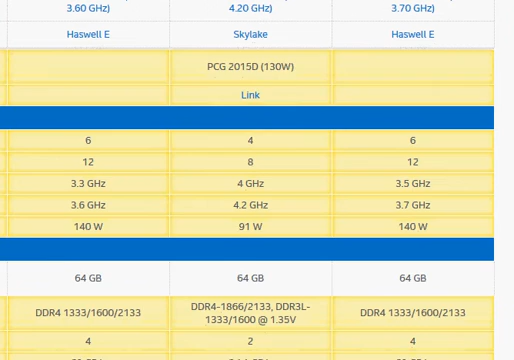 3.60 GHz) 4.20 GHz) 3.70 GHz)
Haswell E Skylake Haswell E
PCG 2015D (130W)
Link
6 4 6
12 8 12
3.3 GHz 4 GHz 3.5 GHz
3.6 GHz 4.2 GHz 3.7 GHz
140 W 91 W 140 W
64 GB 64 GB 64 GB
DDR4 1333/1600/2133 DDR4-1866/2133, DDR3L- DDR4 1333/1600/2133
1333/1600 @ 1.35V
4 2 4